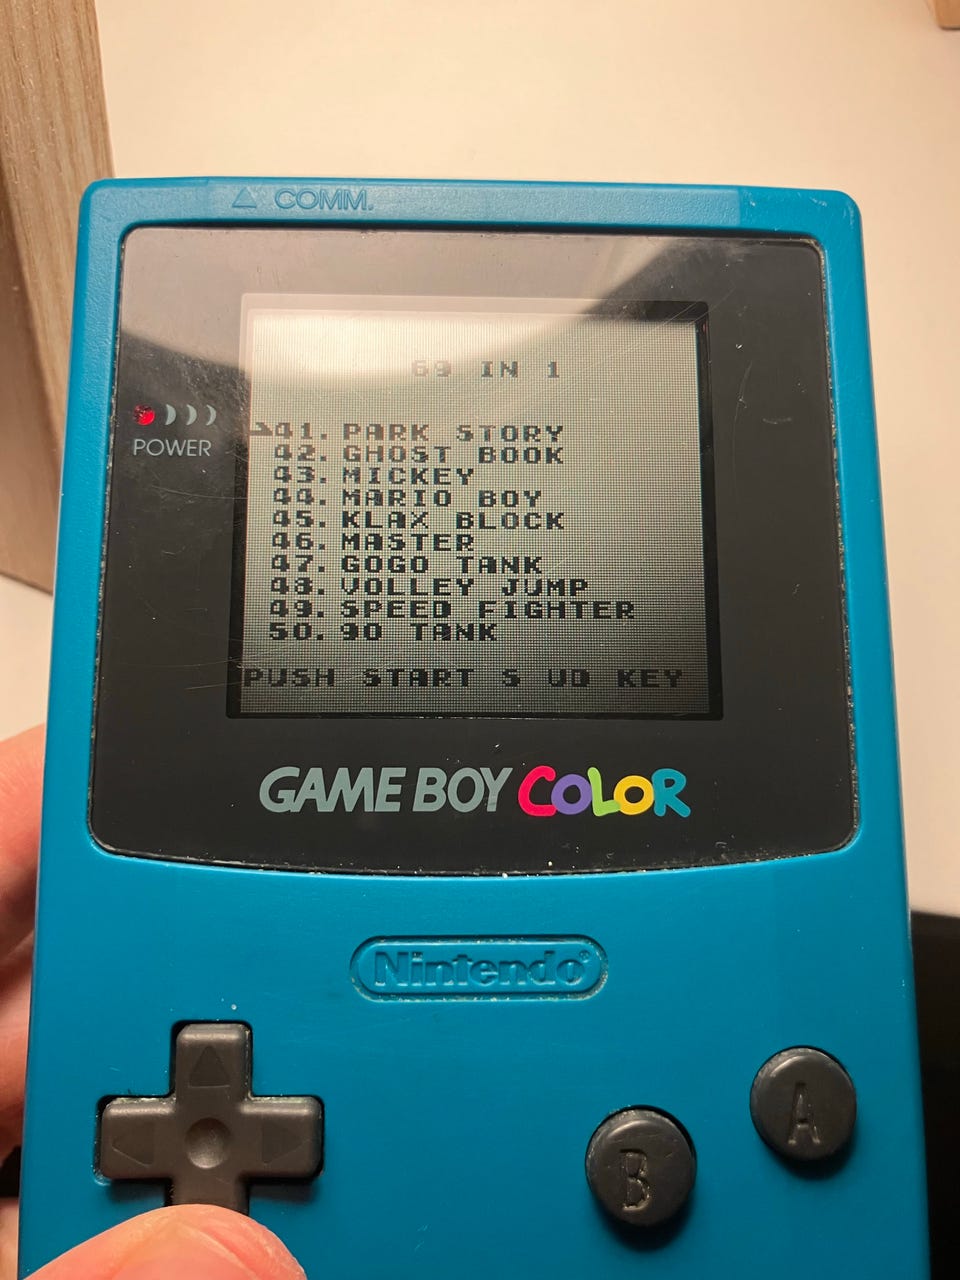 COMM.
69 IN 1
41. PARK STORY
42. GHOST BOOK
43. MICKEY
44. MARIO BOY
45. KLAX BLOCK
46. MASTER
47. GOGO TANK
48. VOLLEY JUMP
49. SPEED FIGHTER
50. 90 TANK
PUSH START S UD KEY
POWER
GAME BOY COLOR
Nintendo®
A
B